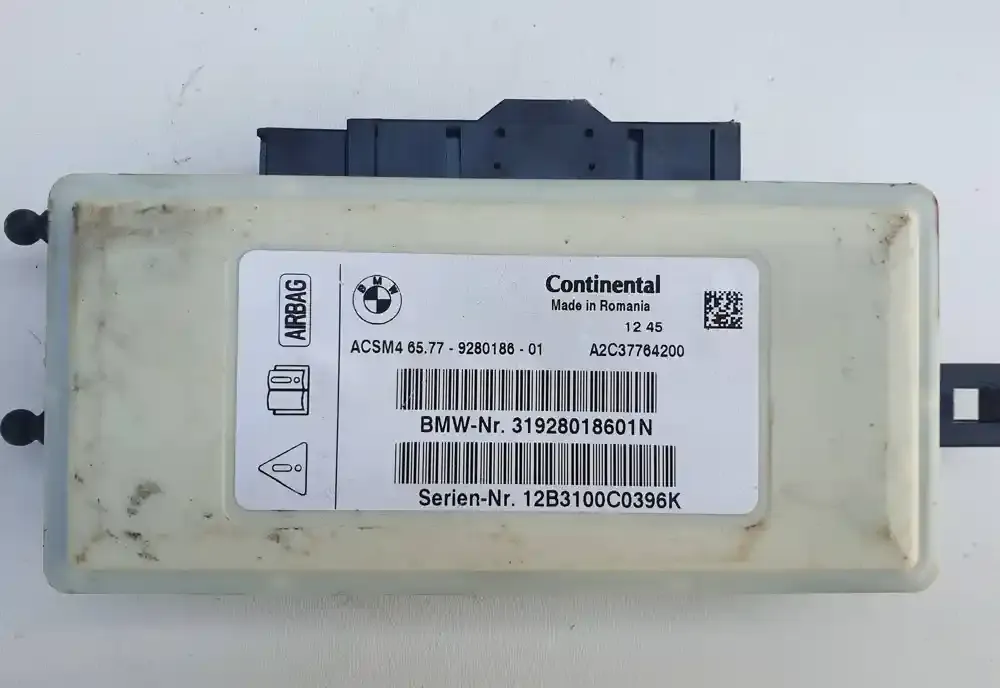 AIRBAG
BMW
Continental
Made in Romania
12 45
ACSM4 65.77 - 9280186 - 01 A2C37764200
BMW-Nr. 31928018601N
Serien-Nr. 12B3100C0396K